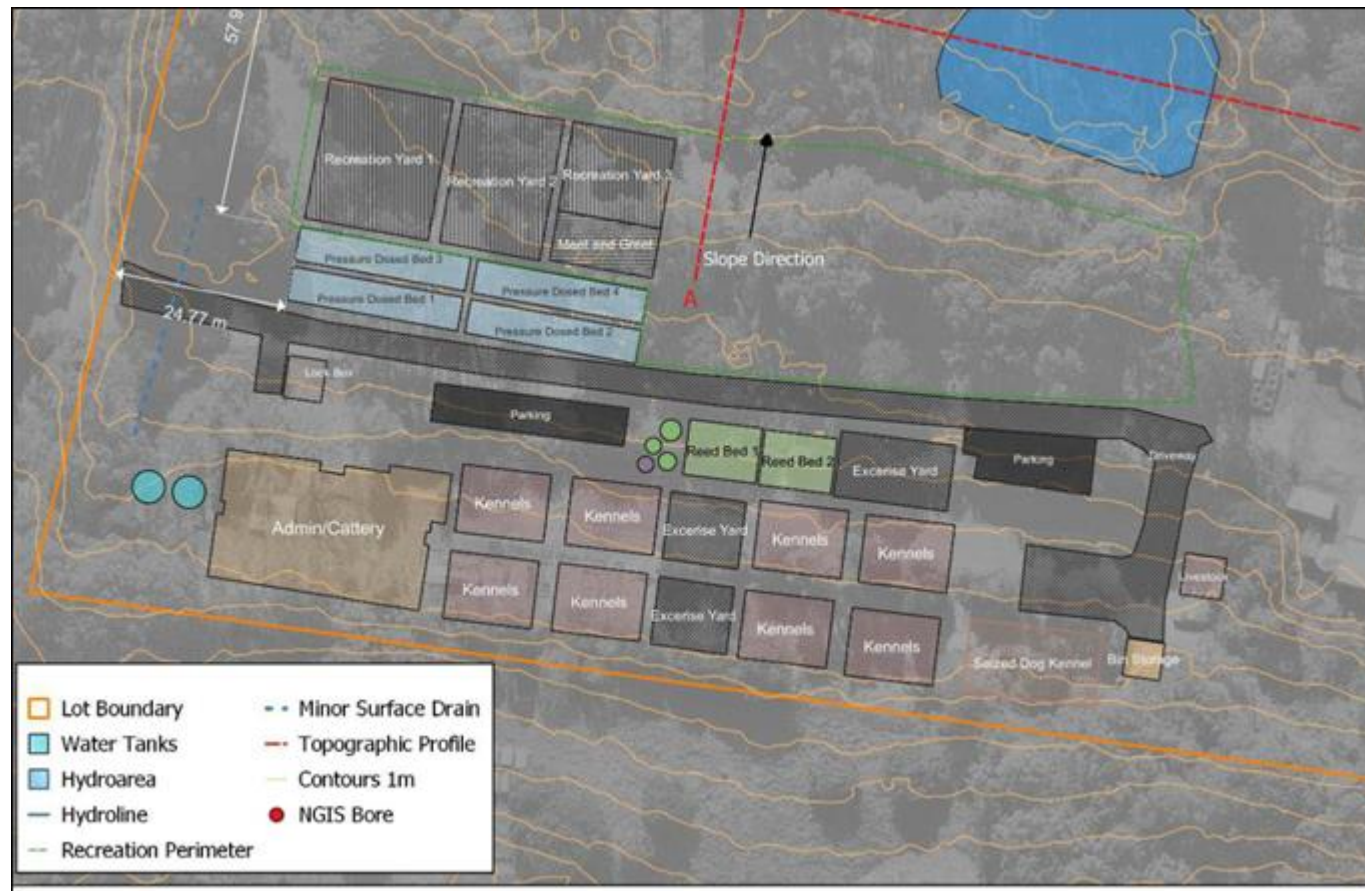 57.9
Recreation Yard 1
Recreation Yard 2
Recreation Yard 3
Meet and Greet
Slope Direction
A
Pressure Dosed Bed 3
Pressure Dosed Bed 4
Pressure Dosed Bed 1
Pressure Dosed Bed 2
24.77 m
Lock Box
Parking
Reed Bed 1
Reed Bed 2
Excerise Yard
Parking
Driveway
Admin/Cattery
Kennels
Kennels
Excerise Yard
Kennels
Kennels
Livestock
Kennels
Kennels
Excerise Yard
Kennels
Kennels
Seized Dog Kennel
Bin Storage
Lot Boundary
Water Tanks
Hydroarea
Hydroline
Recreation Perimeter
Minor Surface Drain
Topographic Profile
Contours 1m
NGIS Bore